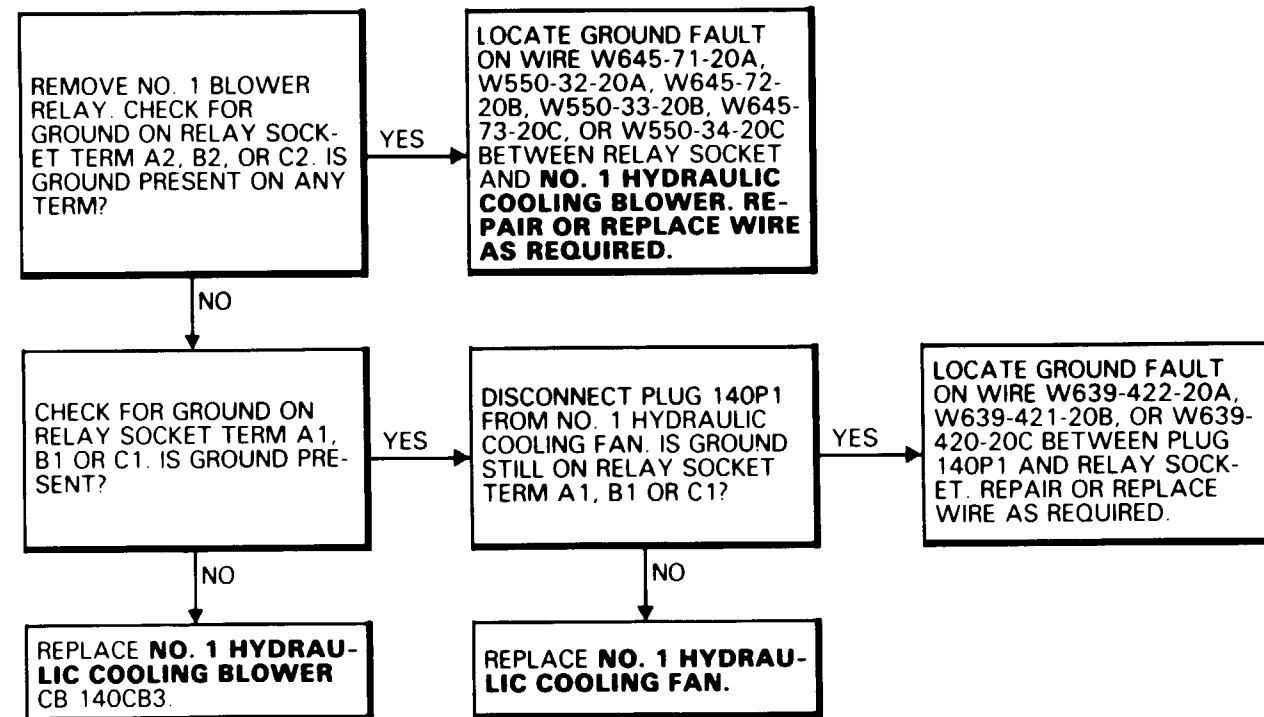 REMOVE NO. 1 BLOWER
RELAY. CHECK FOR
GROUND ON RELAY SOCK-
ET TERM A2, B2, OR C2. IS
GROUND PRESENT ON ANY
TERM?
YES
LOCATE GROUND FAULT
ON WIRE W645-71-20A,
W550-32-20A, W645-72-
20B, W550-33-20B, W645-
73-20C, OR W550-34-20C
BETWEEN RELAY SOCKET
AND NO. 1 HYDRAULIC
COOLING BLOWER. RE-
PAIR OR REPLACE WIRE
AS REQUIRED.
NO
CHECK FOR GROUND ON
RELAY SOCKET TERM A1,
B1 OR C1. IS GROUND PRE-
SENT?
YES
DISCONNECT PLUG 140P1
FROM NO. 1 HYDRAULIC
COOLING FAN. IS GROUND
STILL ON RELAY SOCKET
TERM A1, B1 OR C1?
YES
LOCATE GROUND FAULT
ON WIRE W639-422-20A,
W639-421-20B, OR W639-
420-20C BETWEEN PLUG
140P1 AND RELAY SOCK-
ET. REPAIR OR REPLACE
WIRE AS REQUIRED.
NO
NO
REPLACE NO. 1 HYDRAU-
LIC COOLING BLOWER
CB 140CB3.
REPLACE NO. 1 HYDRAU-
LIC COOLING FAN.